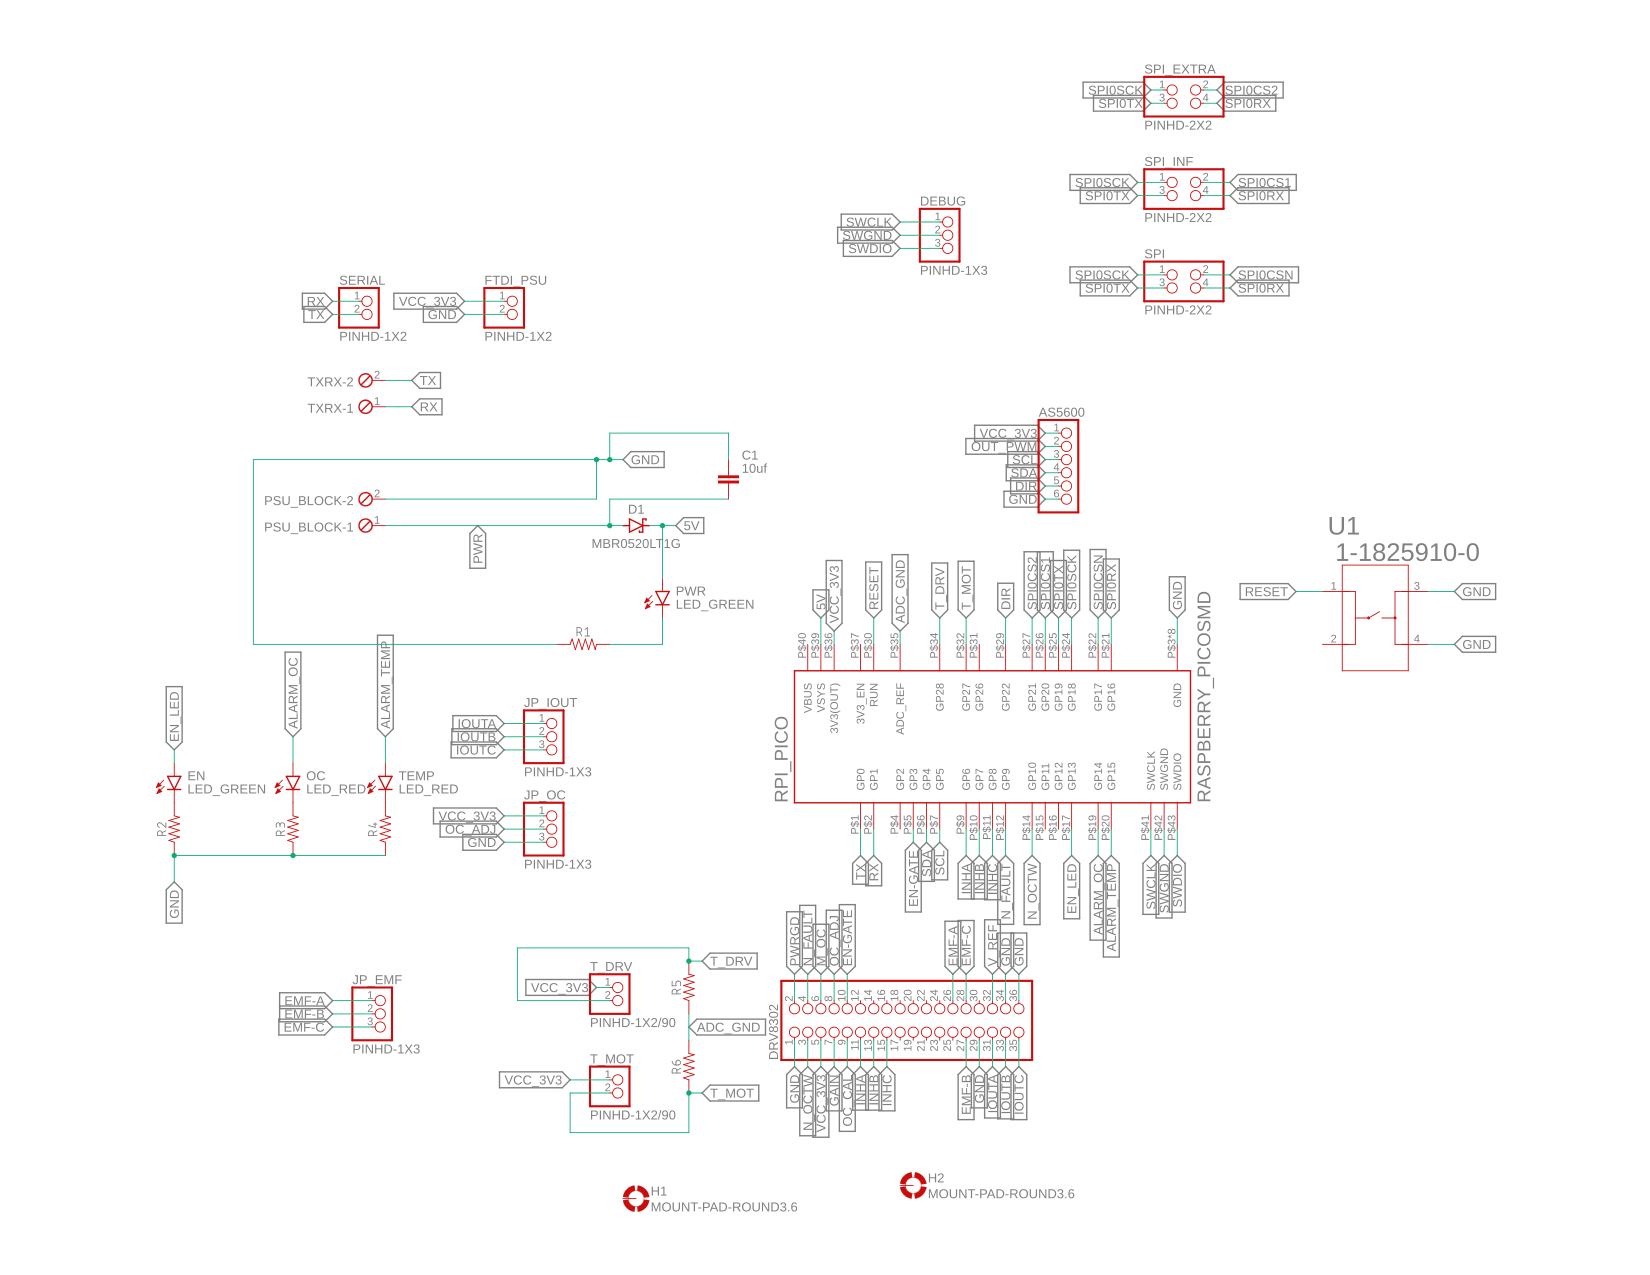 SPI_EXTRA
SPI0SCK 1 2 SPI0CS2
SPI0TX 3 4 SPI0RX
PINHD-2X2
SPI_INF
SPI0SCK 1 2 SPI0CS1
SPI0TX 3 4 SPI0RX
PINHD-2X2
DEBUG
SWCLK 1
SWGND 2
SWDIO 3
PINHD-1X3
SPI
SPI0SCK 1 2 SPI0CSN
SPI0TX 3 4 SPI0RX
PINHD-2X2
SERIAL
RX 1
TX 2
PINHD-1X2
FTDI_PSU
VCC_3V3 1
GND 2
PINHD-1X2
TXRX-2 2 TX
TXRX-1 1 RX
GND
C1
10uf
PSU_BLOCK-2 2
PSU_BLOCK-1 1
PWR
D1
MBR0520LT1G
5V
PWR
LED_GREEN
R1
AS5600
VCC_3V3 1
OUT_PWM 2
SCL 3
SDA 4
DIR 5
GND 6
U1
1-1825910-0
RESET 1 3 GND
2 4 GND
EN_LED
ALARM_OC
ALARM_TEMP
EN
LED_GREEN
OC
LED_RED
TEMP
LED_RED
R2
R3
R4
GND
JP_IOUT
IOUTA 1
IOUTB 2
IOUTC 3
PINHD-1X3
JP_OC
VCC_3V3 1
OC_ADJ 2
GND 3
PINHD-1X3
5V
VCC_3V3
RESET
ADC_GND
T_DRV
T_MOT
DIR
SPI0CS2
SPI0CS1
SPI0TX
SPI0SCK
SPI0CSN
SPI0RX
GND
P$40 P$39 P$36 P$37 P$30 P$35 P$34 P$32 P$31 P$29 P$27 P$26 P$25 P$24 P$22 P$21 P$3*8
VBUS VSYS 3V3(OUT) 3V3_EN RUN ADC_REF GP28 GP27 GP26 GP22 GP21 GP20 GP19 GP18 GP17 GP16 GND
RPI_PICO
RASPBERRY_PICOSMD
GP0 GP1 GP2 GP3 GP4 GP5 GP6 GP7 GP8 GP9 GP10 GP11 GP12 GP13 GP14 GP15 SWCLK SWGND SWDIO
P$1 P$2 P$4 P$5 P$6 P$7 P$9 P$10 P$11 P$12 P$14 P$15 P$16 P$17 P$19 P$20 P$41 P$42 P$43
TX
RX
EN-GATE
SDA
SCL
INHA
INHB
INHC
N_FAULT
N_OCTW
EN_LED
ALARM_OC
ALARM_TEMP
SWCLK
SWGND
SWDIO
PWRGD
N_FAULT
M_OC
OC_ADJ
EN-GATE
EMF-A
EMF-C
V_REF
GND
GND
DRV8302
2 4 6 8 10 12 14 16 18 20 22 24 26 28 30 32 34 36
1 3 5 7 9 11 13 15 17 19 21 23 25 27 29 31 33 35
GND
N_OCTW
VCC_3V3
GAIN
OC_CAL
INHA
INHB
INHC
EMF-B
GND
IOUTA
IOUTB
IOUTC
JP_EMF
EMF-A 1
EMF-B 2
EMF-C 3
PINHD-1X3
T_DRV
VCC_3V3 1
2
PINHD-1X2/90
R5
T_DRV
ADC_GND
T_MOT
VCC_3V3 1
2
PINHD-1X2/90
R6
T_MOT
H1
MOUNT-PAD-ROUND3.6
H2
MOUNT-PAD-ROUND3.6